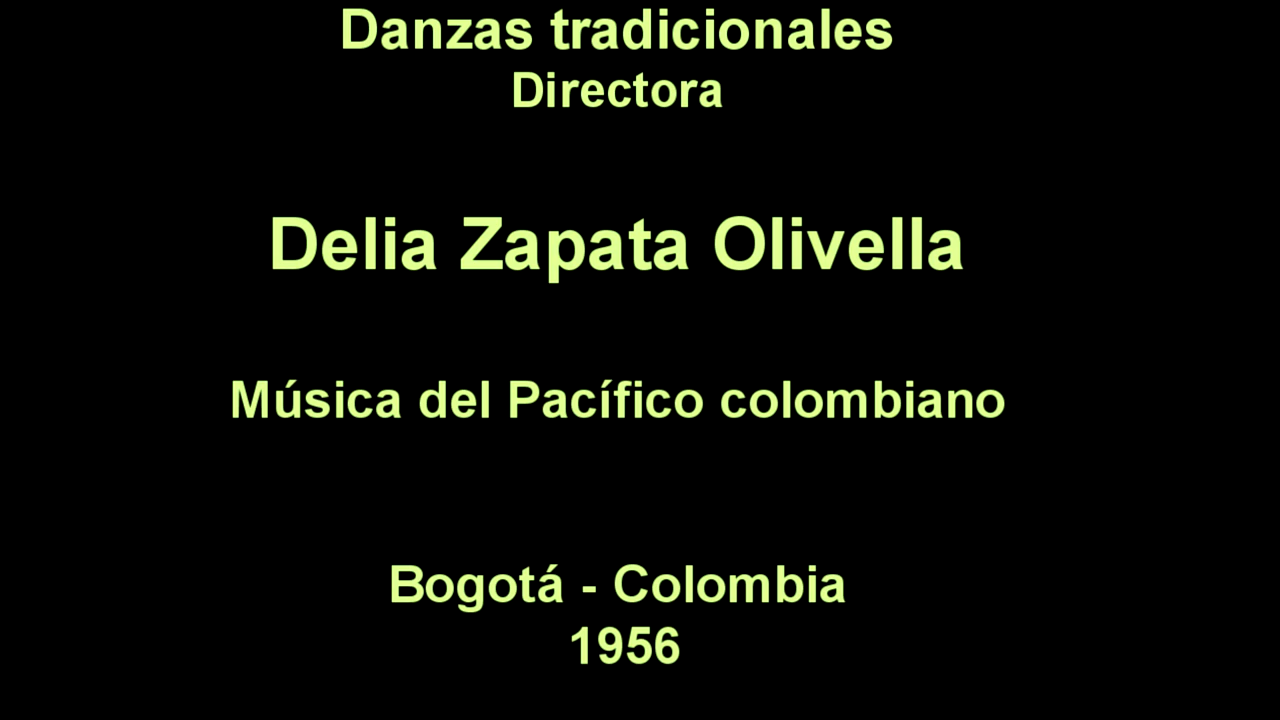 Danzas tradicionales
Directora
Delia Zapata Olivella
Música del Pacífico colombiano
Bogotá - Colombia
1956